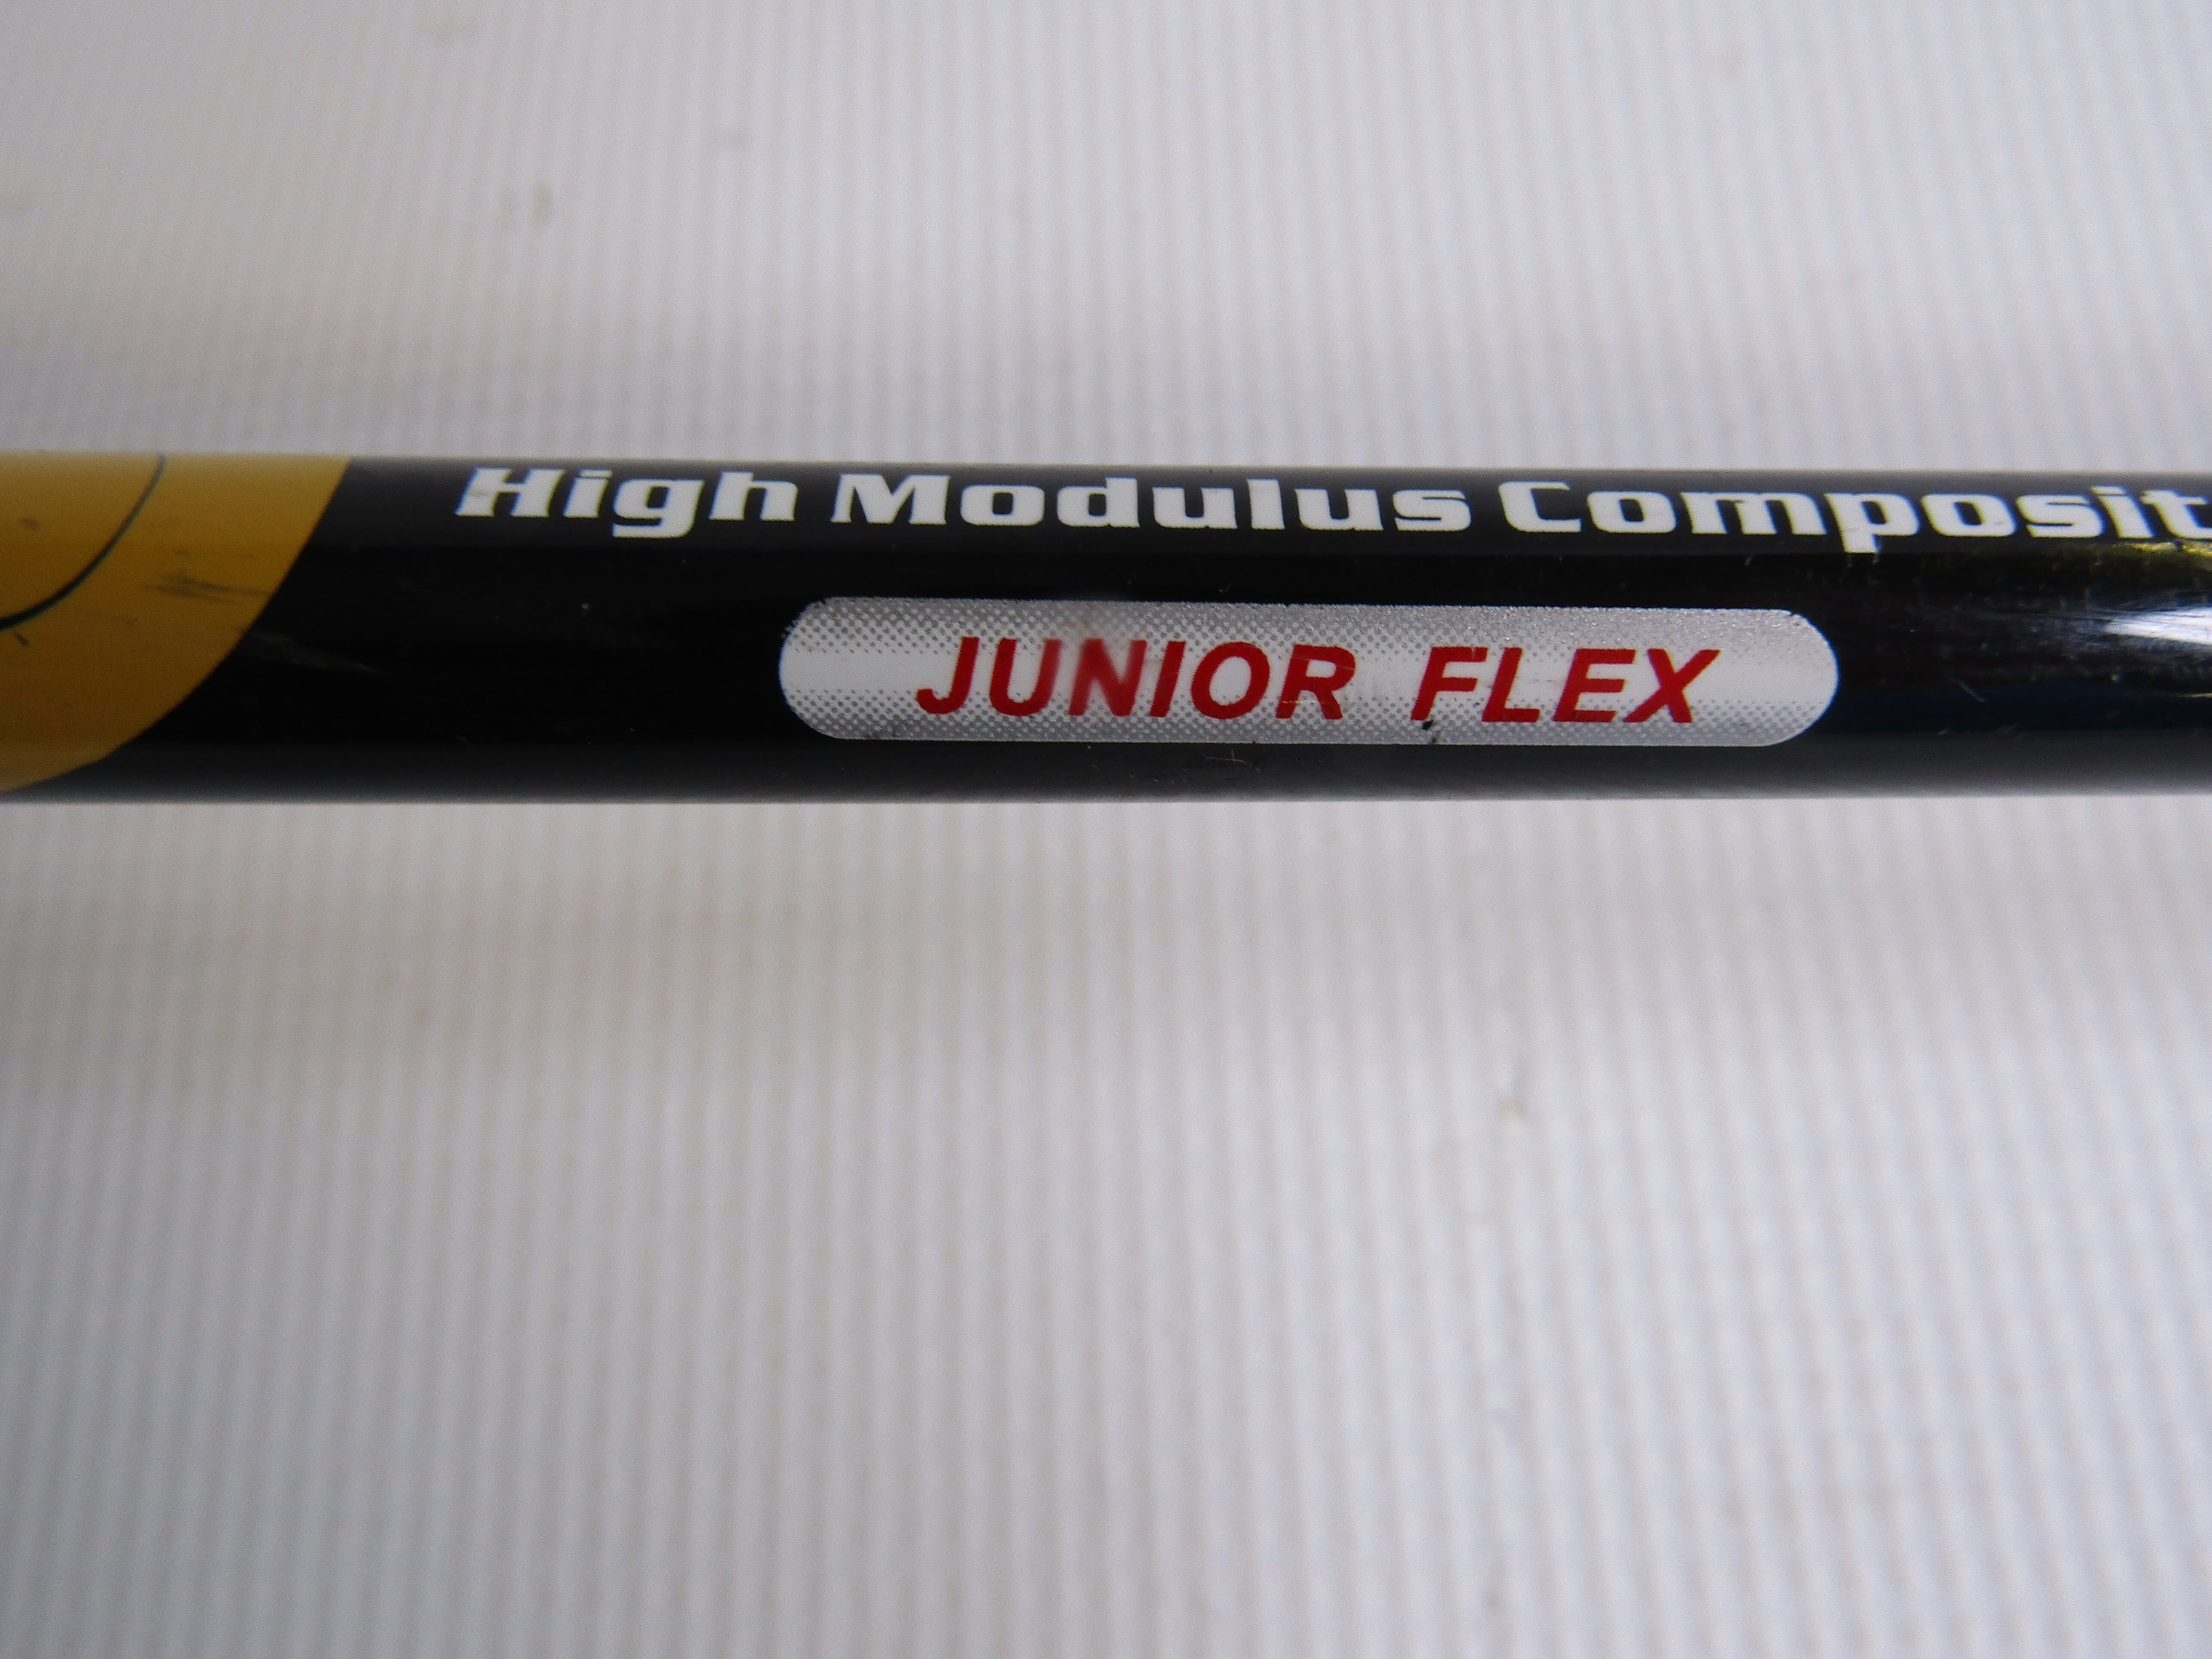 High Modulus Composit
JUNIOR FLEX